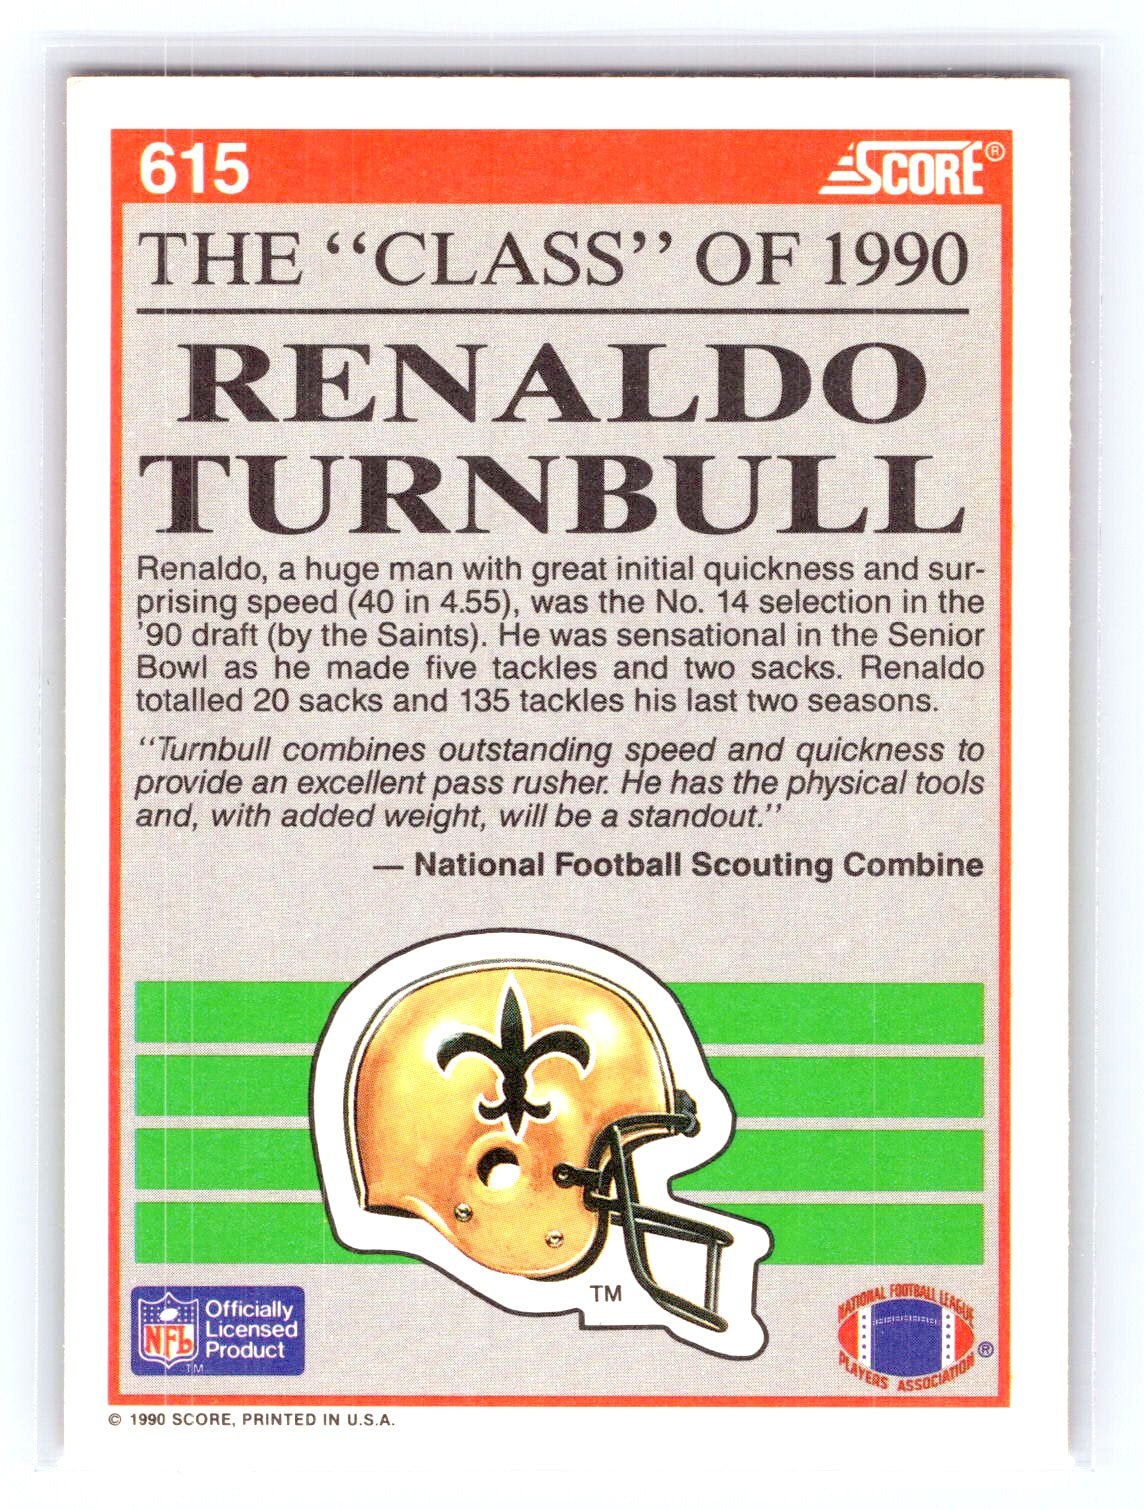 615
SCORE®
THE “CLASS” OF 1990
RENALDO
TURNBULL
Renaldo, a huge man with great initial quickness and sur-
prising speed (40 in 4.55), was the No. 14 selection in the
'90 draft (by the Saints). He was sensational in the Senior
Bowl as he made five tackles and two sacks. Renaldo
totalled 20 sacks and 135 tackles his last two seasons.
“Turnbull combines outstanding speed and quickness to
provide an excellent pass rusher. He has the physical tools
and, with added weight, will be a standout.”
— National Football Scouting Combine
TM
NFL
Officially
Licensed
Product
TM
NATIONAL FOOTBALL LEAGUE
PLAYERS ASSOCIATION
®
© 1990 SCORE, PRINTED IN U.S.A.